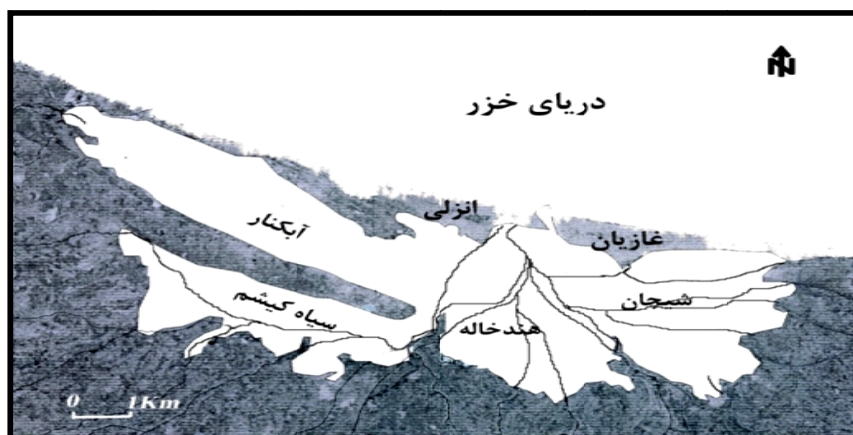 N
دریای خزر
انزلی
غازیان
آبکنار
شیجان
سیاه کیشم
هندخاله
0 1Km